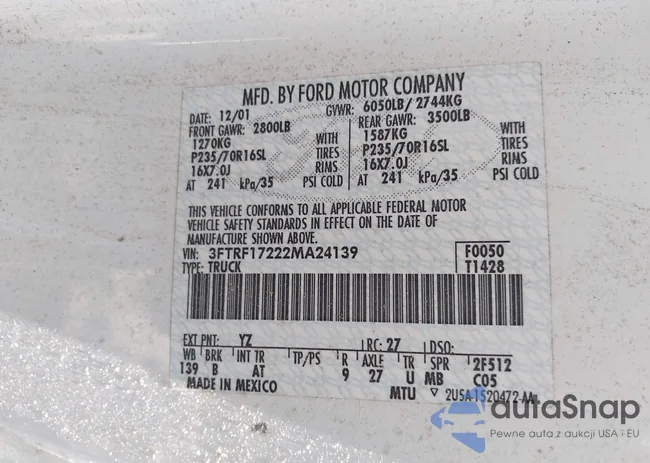 MFD. BY FORD MOTOR COMPANY
DATE: 12/01 GVWR: 6050LB/ 2744KG
FRONT GAWR: 2800LB REAR GAWR: 3500LB
1270KG WITH 1587KG WITH
P235/70R16SL TIRES P235/70R16SL TIRES
16X7.0J RIMS 16X7.0J RIMS
AT 241 kPa/35 PSI COLD AT 241 kPa/35 PSI COLD
THIS VEHICLE CONFORMS TO ALL APPLICABLE FEDERAL MOTOR
VEHICLE SAFETY STANDARDS IN EFFECT ON THE DATE OF
MANUFACTURE SHOWN ABOVE.
VIN: 3FTRF17222MA24139 F0050
TYPE: TRUCK T1428
EXT PNT: YZ RC: 27 DSO:
WB BRK INT TR TP/PS R AXLE TR SPR 2F512
139 B AT 9 27 U MB C05
MADE IN MEXICO MTU
autaSnap
Pewne auta z aukcji USA i EU